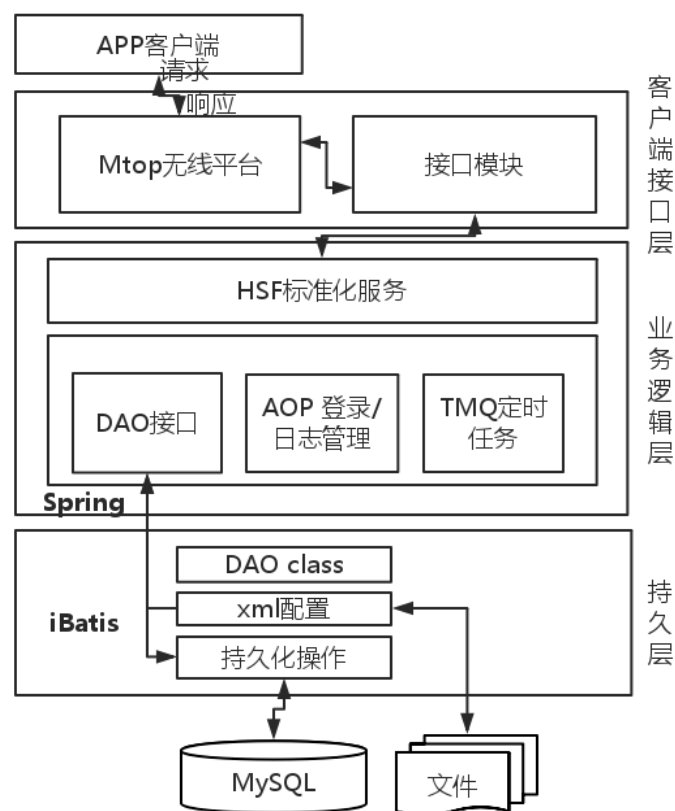 APP客户端
请求
响应
Mtop无线平台
接口模块
客户端接口层
HSF标准化服务
DAO接口
AOP 登录/
日志管理
TMQ定时
任务
Spring
业务逻辑层
DAO class
iBatis
xml配置
持久化操作
持久层
MySQL
文件